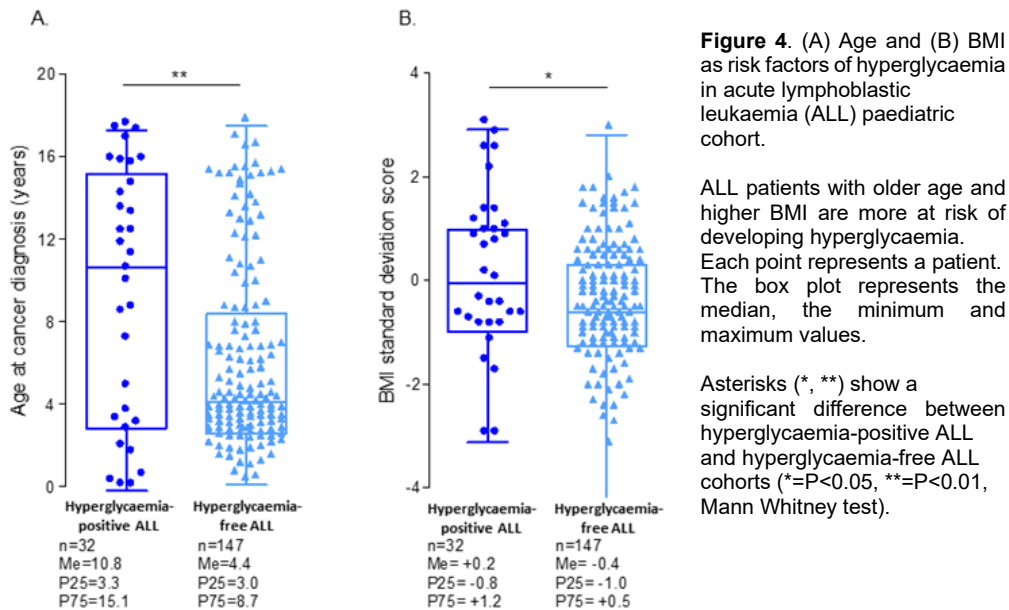 A.
20
16
12
8
4
0
Age at cancer diagnosis (years)
**
Hyperglycaemia-
positive ALL
n=32
Me=10.8
P25=3.3
P75=15.1
Hyperglycaemia-
free ALL
n=147
Me=4.4
P25=3.0
P75=8.7
B.
4
2
0
-2
-4
BMI standard deviation score
*
Hyperglycaemia-
positive ALL
n=32
Me= +0.2
P25= -0.8
P75= +1.2
Hyperglycaemia-
free ALL
n=147
Me= -0.4
P25= -1.0
P75= +0.5
Figure 4. (A) Age and (B) BMI
as risk factors of hyperglycaemia
in acute lymphoblastic
leukaemia (ALL) paediatric
cohort.
ALL patients with older age and
higher BMI are more at risk of
developing hyperglycaemia.
Each point represents a patient.
The box plot represents the
median, the minimum and
maximum values.
Asterisks (*, **) show a
significant difference between
hyperglycaemia-positive ALL
and hyperglycaemia-free ALL
cohorts (*=P<0.05, **=P<0.01,
Mann Whitney test).